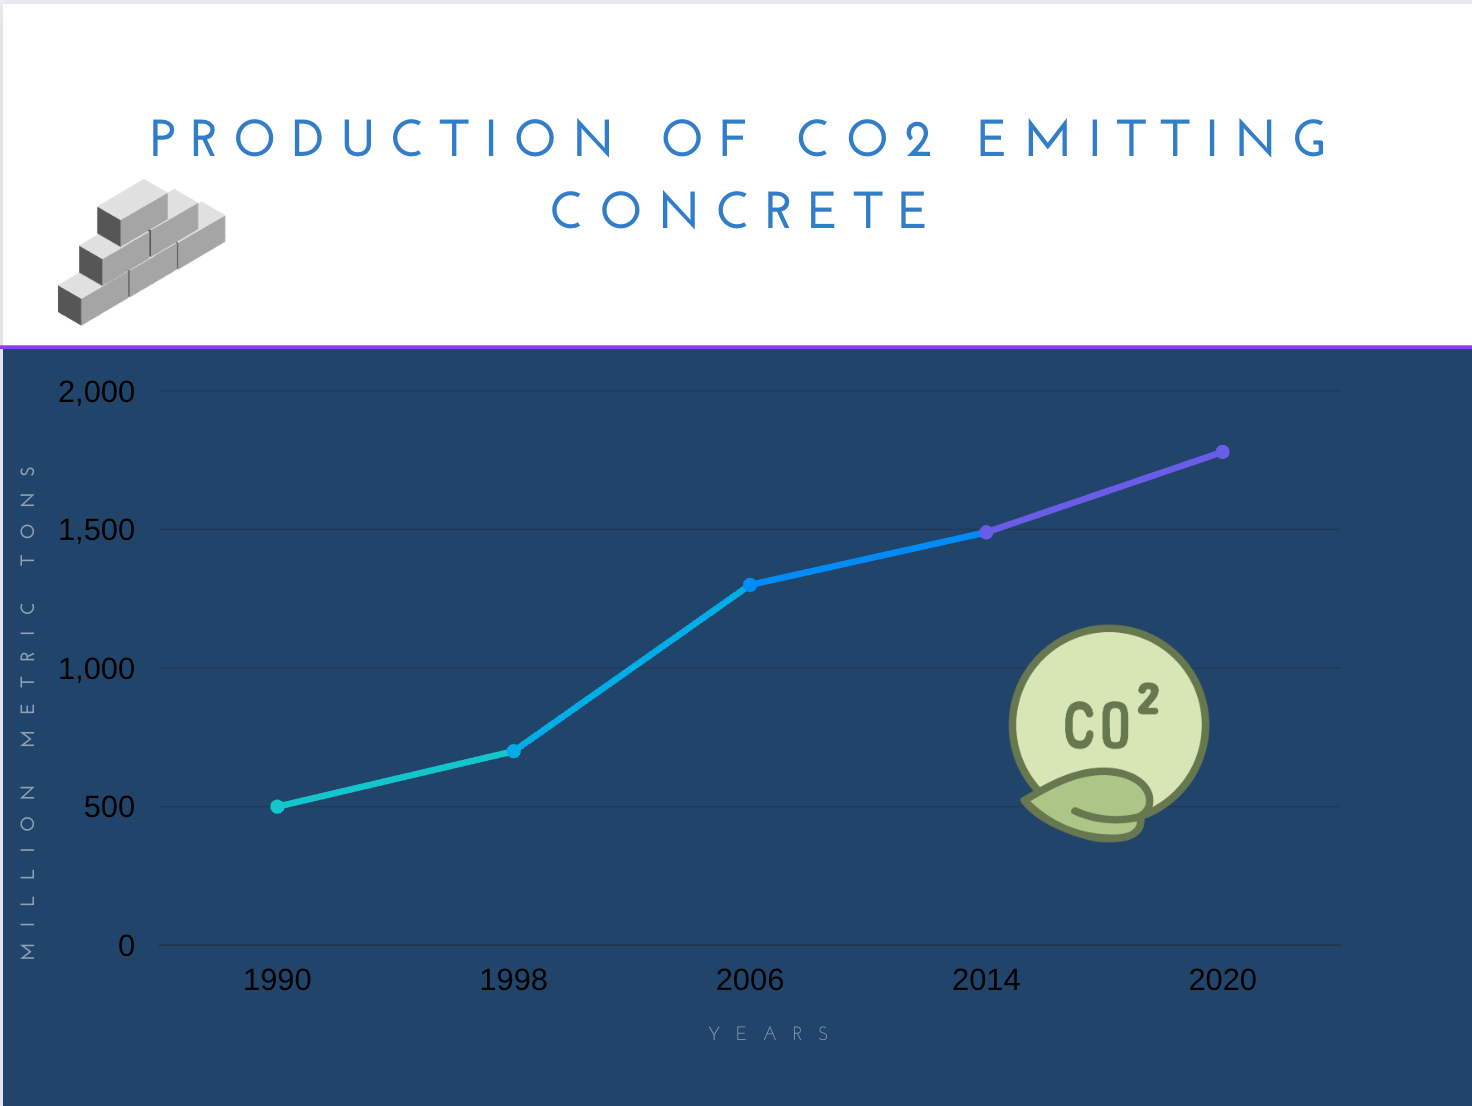 PRODUCTION OF CO2 EMITTING
CONCRETE
MILLION METRIC TONS
2,000
1,500
1,000
500
0
CO²
1990 1998 2006 2014 2020
YEARS